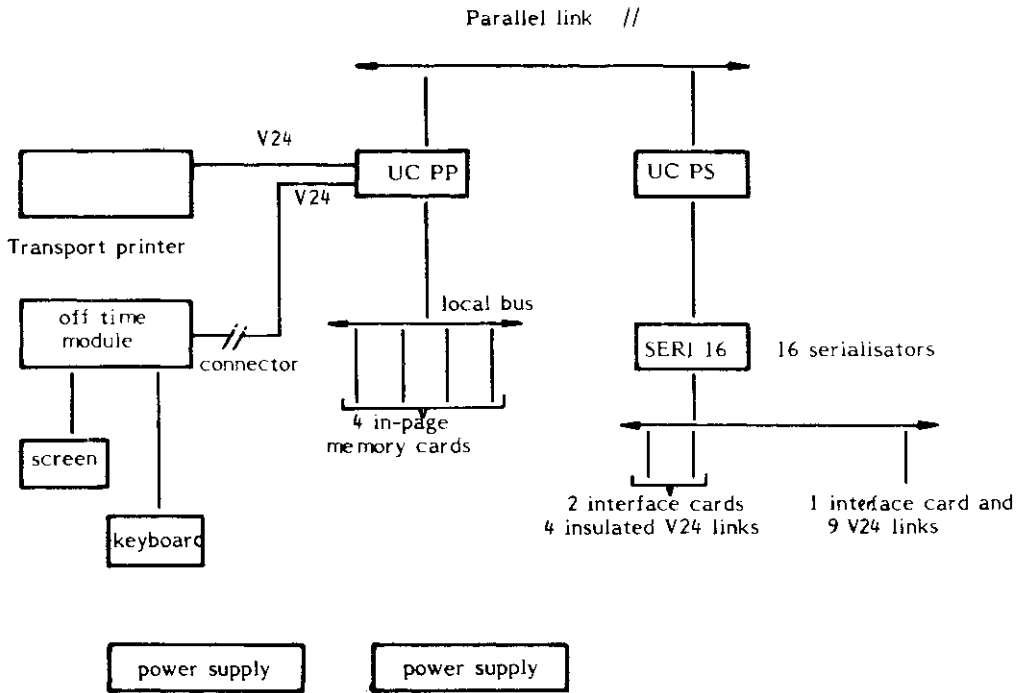 Parallel link //
V24
UC PP
UC PS
V24
Transport printer
off time
module
local bus
connector
SERI 16
16 serialisators
4 in-page
memory cards
screen
2 interface cards
4 insulated V24 links
1 interface card and
9 V24 links
keyboard
power supply
power supply